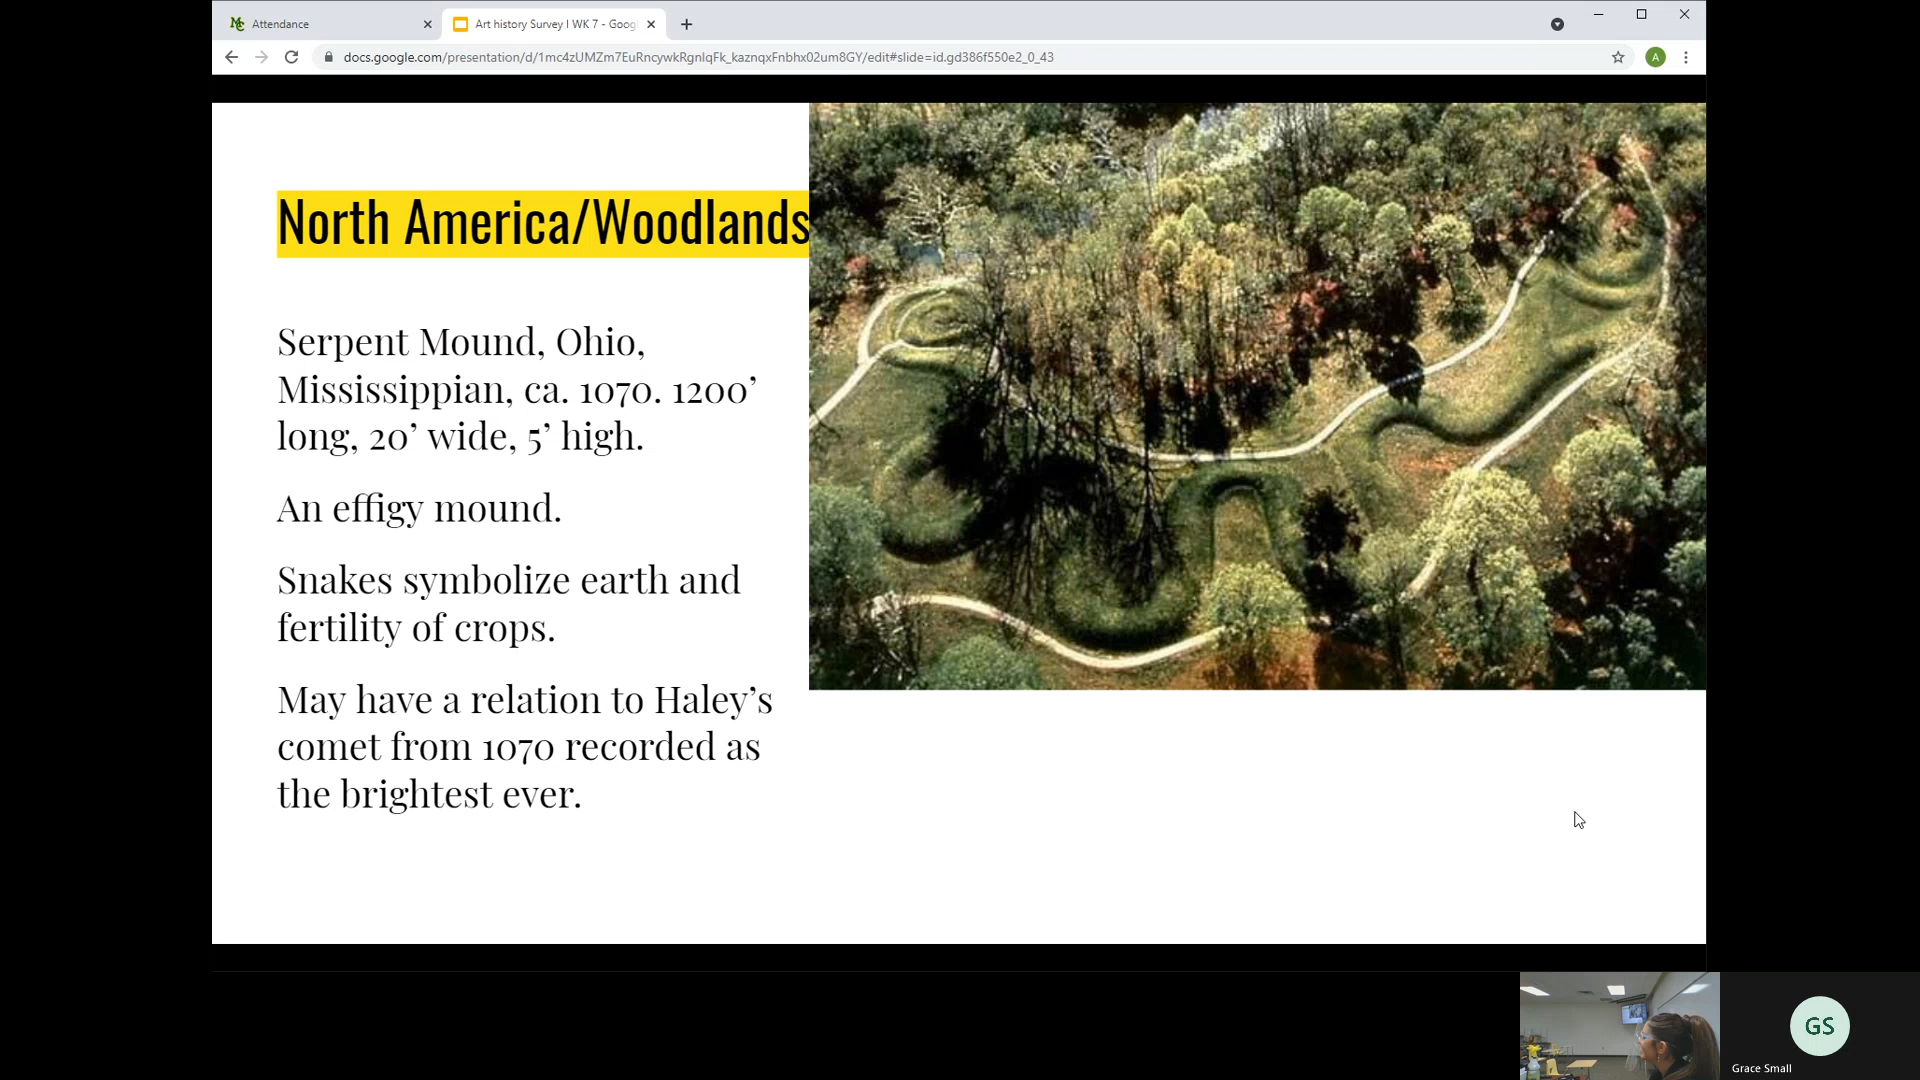 Attendance
Art history Survey I WK 7 - Goog
docs.google.com/presentation/d/1mc4zUMZm7EuRncywkRgnIqFk_kaznqxFnbhx02um8GY/edit#slide=id.gd386f550e2_0_43
A
North America/Woodlands
Serpent Mound, Ohio,
Mississippian, ca. 1070. 1200’
long, 20’ wide, 5’ high.
An effigy mound.
Snakes symbolize earth and
fertility of crops.
May have a relation to Haley’s
comet from 1070 recorded as
the brightest ever.
GS
Grace Small